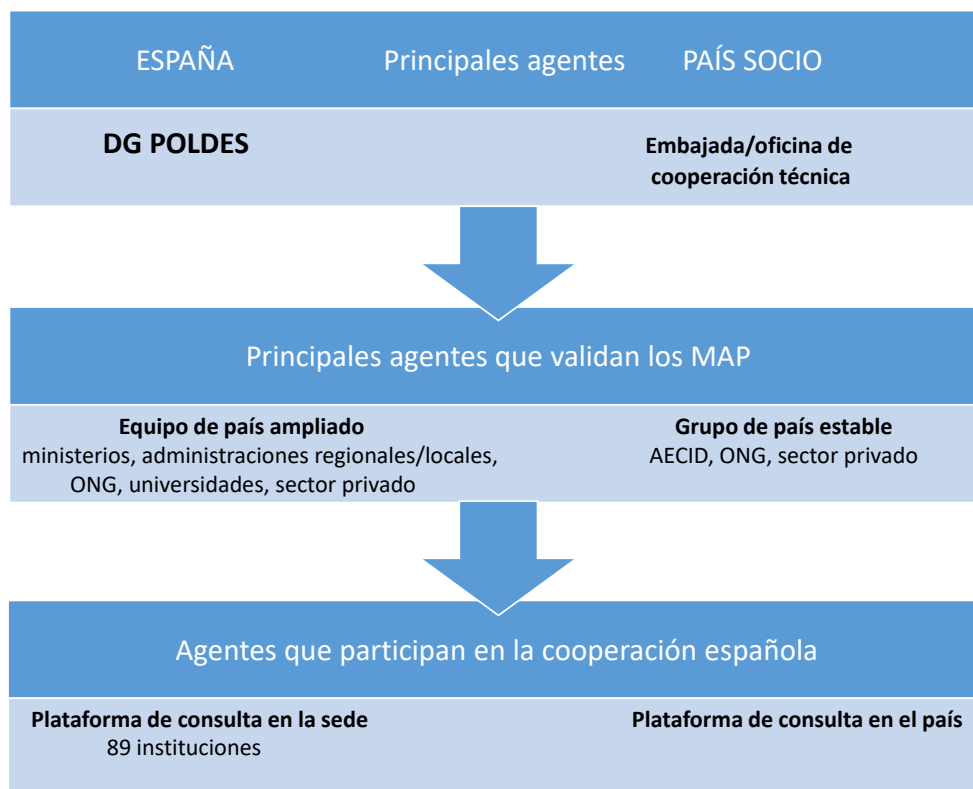 ESPAÑA Principales agentes PAÍS SOCIO
DG POLDES
Embajada/oficina de
cooperación técnica
Principales agentes que validan los MAP
Equipo de país ampliado
ministerios, administraciones regionales/locales,
ONG, universidades, sector privado
Grupo de país estable
AECID, ONG, sector privado
Agentes que participan en la cooperación española
Plataforma de consulta en la sede
89 instituciones
Plataforma de consulta en el país